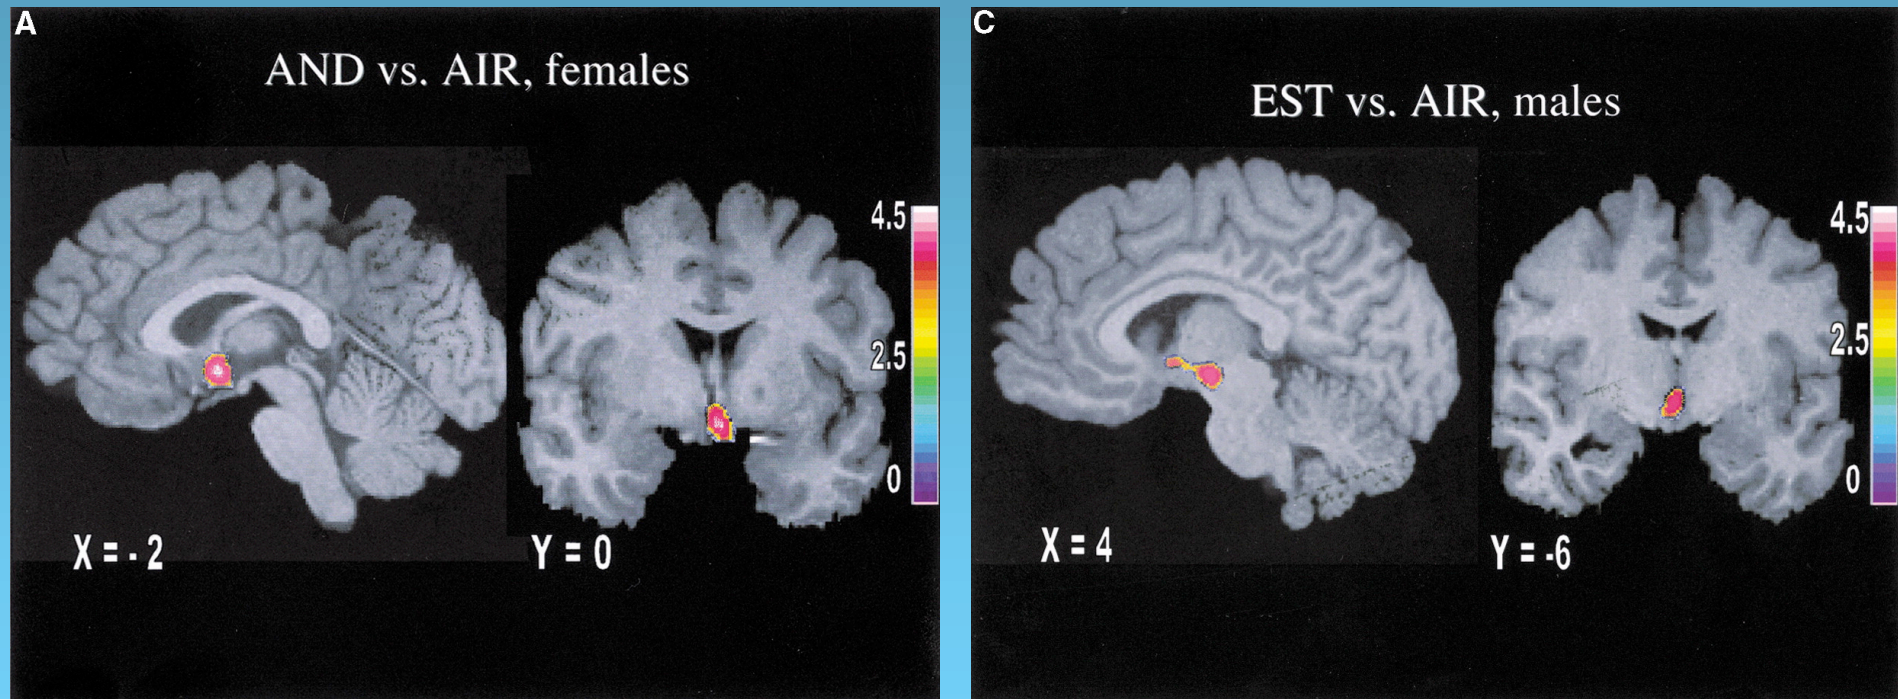 A
AND vs. AIR, females
4.5
2.5
0
X = - 2
Y = 0
C
EST vs. AIR, males
4.5
2.5
0
X = 4
Y = -6